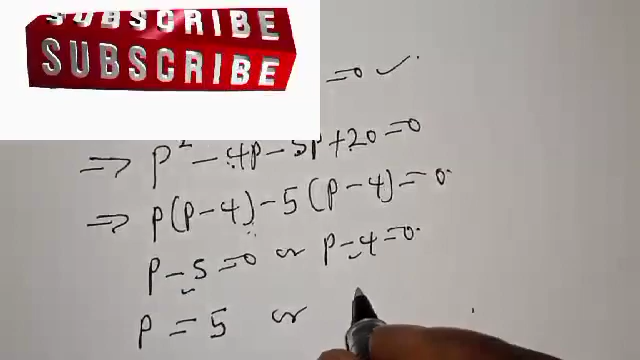 SUBSCRIBE
SUBSCRIBE
=0 ✓.
=> p² - 4p - 5p + 20 = 0
=> p(p-4) - 5(p-4) = 0.
p - 5 = 0 or p - 4 = 0.
p = 5 or